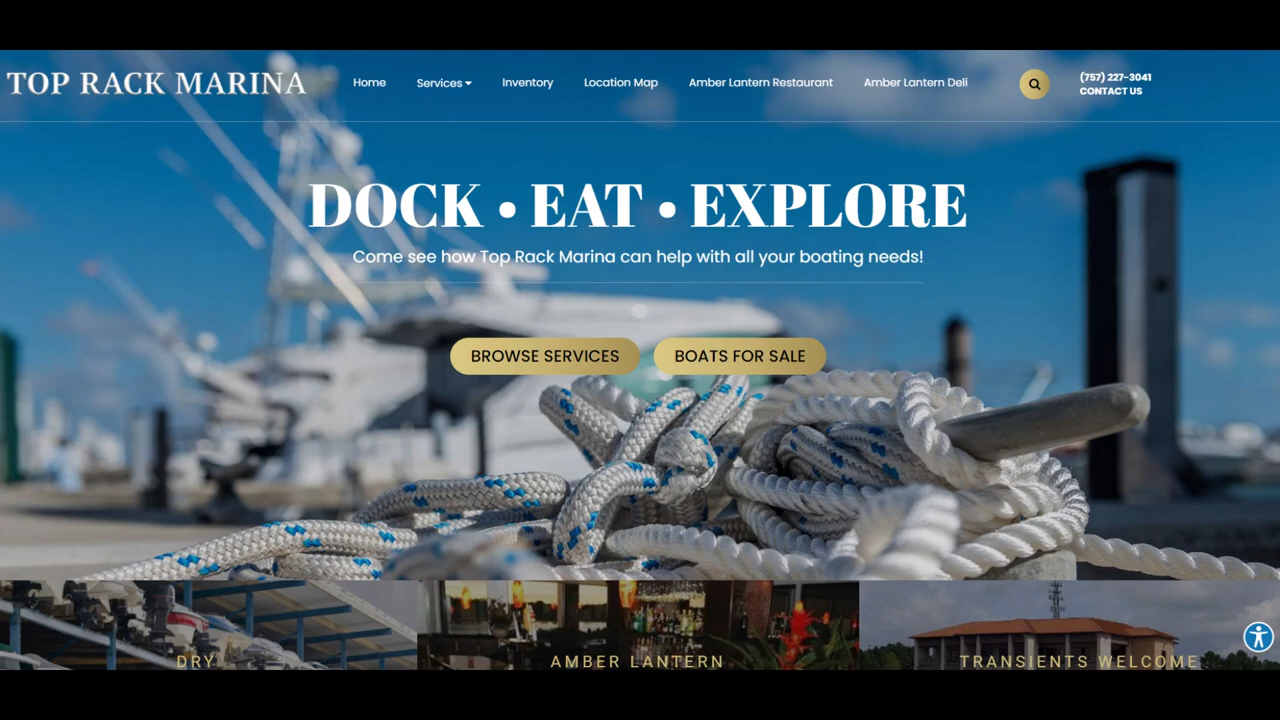 TOP RACK MARINA
Home Services Inventory Location Map Amber Lantern Restaurant Amber Lantern Deli
(757) 227-3041
CONTACT US
DOCK • EAT • EXPLORE
Come see how Top Rack Marina can help with all your boating needs!
BROWSE SERVICES BOATS FOR SALE
DRY AMBER LANTERN TRANSIENTS WELCOME